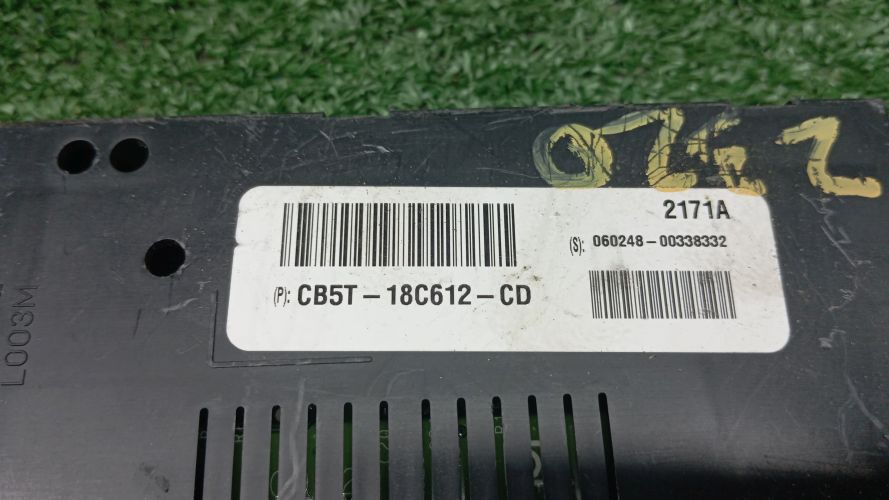 2171A
(S): 060248-00338332
(P): CB5T-18C612-CD
L003M